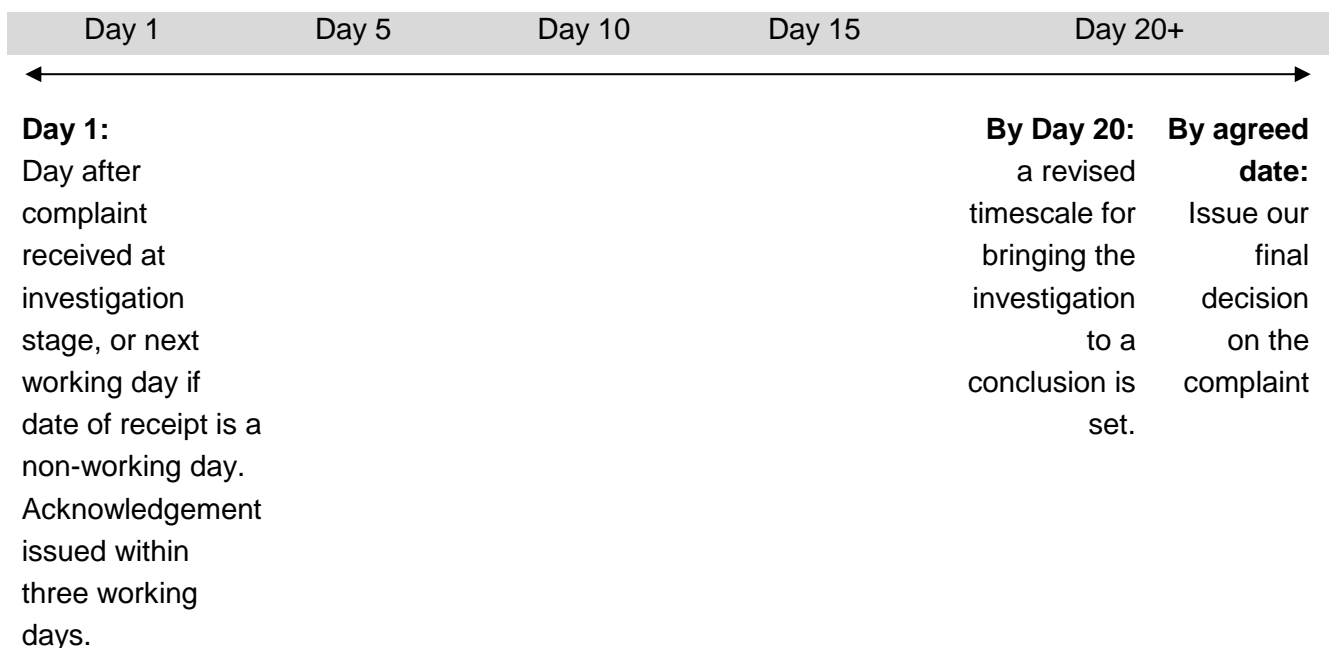 Day 1 Day 5 Day 10 Day 15 Day 20+
Day 1:
Day after
complaint
received at
investigation
stage, or next
working day if
date of receipt is a
non-working day.
Acknowledgement
issued within
three working
days.
By Day 20:
a revised
timescale for
bringing the
investigation
to a
conclusion is
set.
By agreed
date:
Issue our
final
decision
on the
complaint